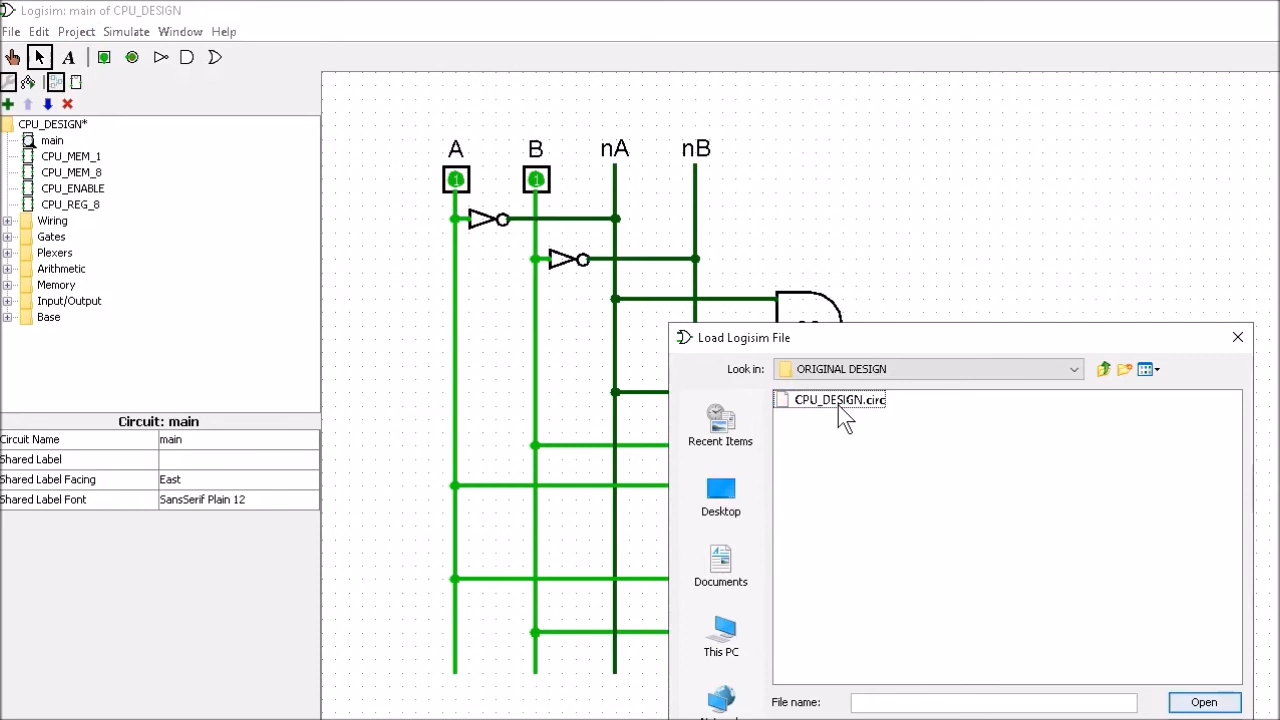 Logisim: main of CPU_DESIGN
File Edit Project Simulate Window Help
A
CPU_DESIGN*
main
CPU_MEM_1
CPU_MEM_8
CPU_ENABLE
CPU_REG_8
Wiring
Gates
Plexers
Arithmetic
Memory
Input/Output
Base
Circuit: main
Circuit Name main
Shared Label
Shared Label Facing East
Shared Label Font SansSerif Plain 12
A B nA nB
1 1
Load Logisim File
Look in: ORIGINAL DESIGN
CPU_DESIGN.circ
Recent Items
Desktop
Documents
This PC
File name: Open